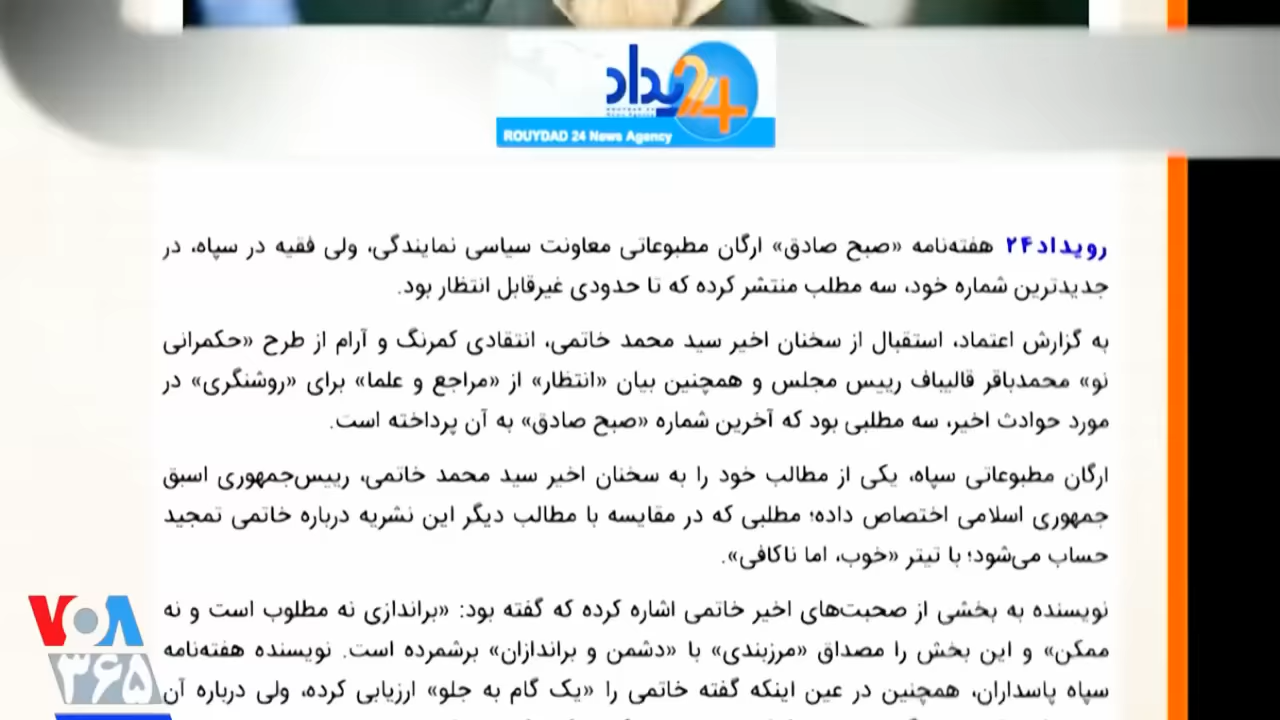 رویداد24
ROUYDAD 24 News Agency
رویداد۲۴ هفته‌نامه «صبح صادق» ارگان مطبوعاتی معاونت سیاسی نمایندگی، ولی فقیه در سپاه، در
جدیدترین شماره خود، سه مطلب منتشر کرده که تا حدودی غیرقابل انتظار بود.
به گزارش اعتماد، استقبال از سخنان اخیر سید محمد خاتمی، انتقادی کمرنگ و آرام از طرح «حکمرانی
نو» محمدباقر قالیباف رییس مجلس و همچنین بیان «انتظار» از «مراجع و علما» برای «روشنگری» در
مورد حوادث اخیر، سه مطلبی بود که آخرین شماره «صبح صادق» به آن پرداخته است.
ارگان مطبوعاتی سپاه، یکی از مطالب خود را به سخنان اخیر سید محمد خاتمی، رییس‌جمهوری اسبق
جمهوری اسلامی اختصاص داده؛ مطلبی که در مقایسه با مطالب دیگر این نشریه درباره خاتمی تمجید
حساب می‌شود؛ با تیتر «خوب، اما ناکافی».
نویسنده به بخشی از صحبت‌های اخیر خاتمی اشاره کرده که گفته بود: «براندازی نه مطلوب است و نه
ممکن» و این بخش را مصداق «مرزبندی» با «دشمن و براندازان» برشمرده است. نویسنده هفته‌نامه
سپاه پاسداران، همچنین در عین اینکه گفته خاتمی را «یک گام به جلو» ارزیابی کرده، ولی درباره آن
VOA
۳۶۵